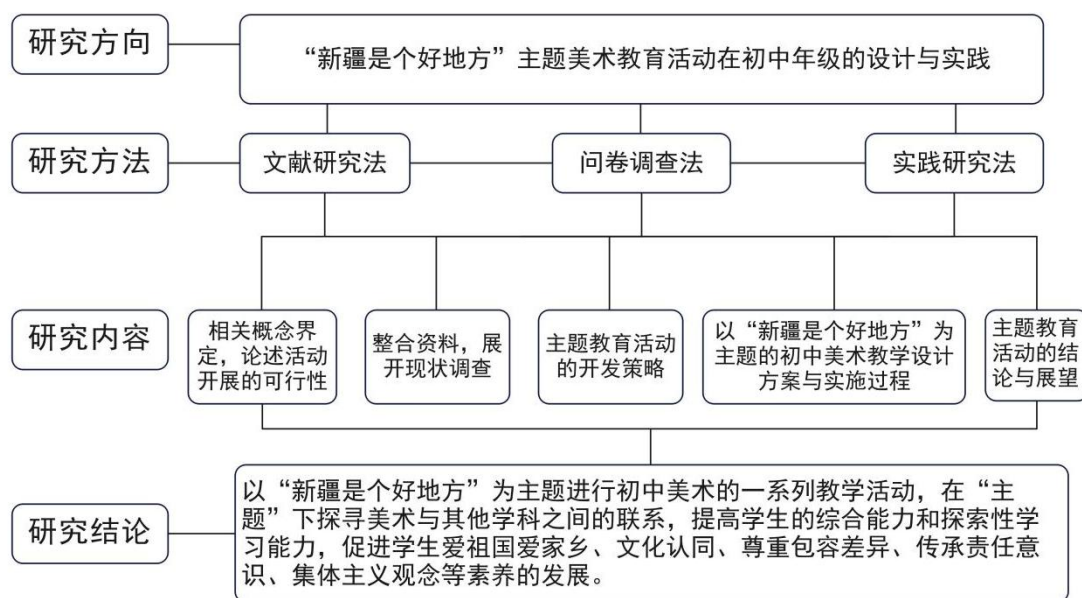 研究方向
“新疆是个好地方”主题美术教育活动在初中年级的设计与实践
研究方法
文献研究法
问卷调查法
实践研究法
研究内容
相关概念界
定，论述活动
开展的可行性
整合资料，展
开现状调查
主题教育活动
的开发策略
以“新疆是个好地方”为
主题的初中美术教学设计
方案与实施过程
主题教育
活动的结
论与展望
研究结论
以“新疆是个好地方”为主题进行初中美术的一系列教学活动，在“主
题”下探寻美术与其他学科之间的联系，提高学生的综合能力和探索性学
习能力，促进学生爱祖国爱家乡、文化认同、尊重包容差异、传承责任意
识、集体主义观念等素养的发展。